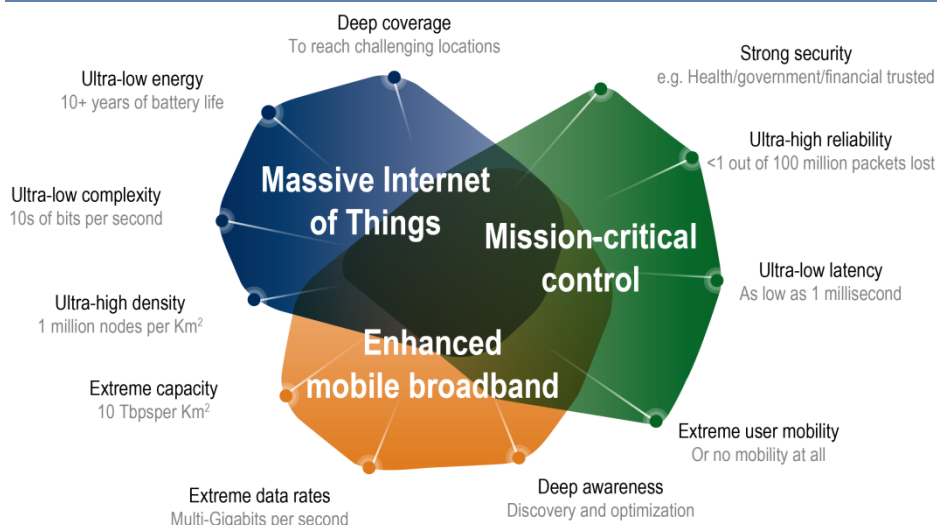 Deep coverage
To reach challenging locations
Strong security
e.g. Health/government/financial trusted
Ultra-low energy
10+ years of battery life
Ultra-high reliability
<1 out of 100 million packets lost
Massive Internet
of Things
Ultra-low complexity
10s of bits per second
Mission-critical
control
Ultra-low latency
As low as 1 millisecond
Ultra-high density
1 million nodes per Km²
Enhanced
mobile broadband
Extreme capacity
10 Tbpsper Km²
Extreme user mobility
Or no mobility at all
Extreme data rates
Multi-Gigabits per second
Deep awareness
Discovery and optimization